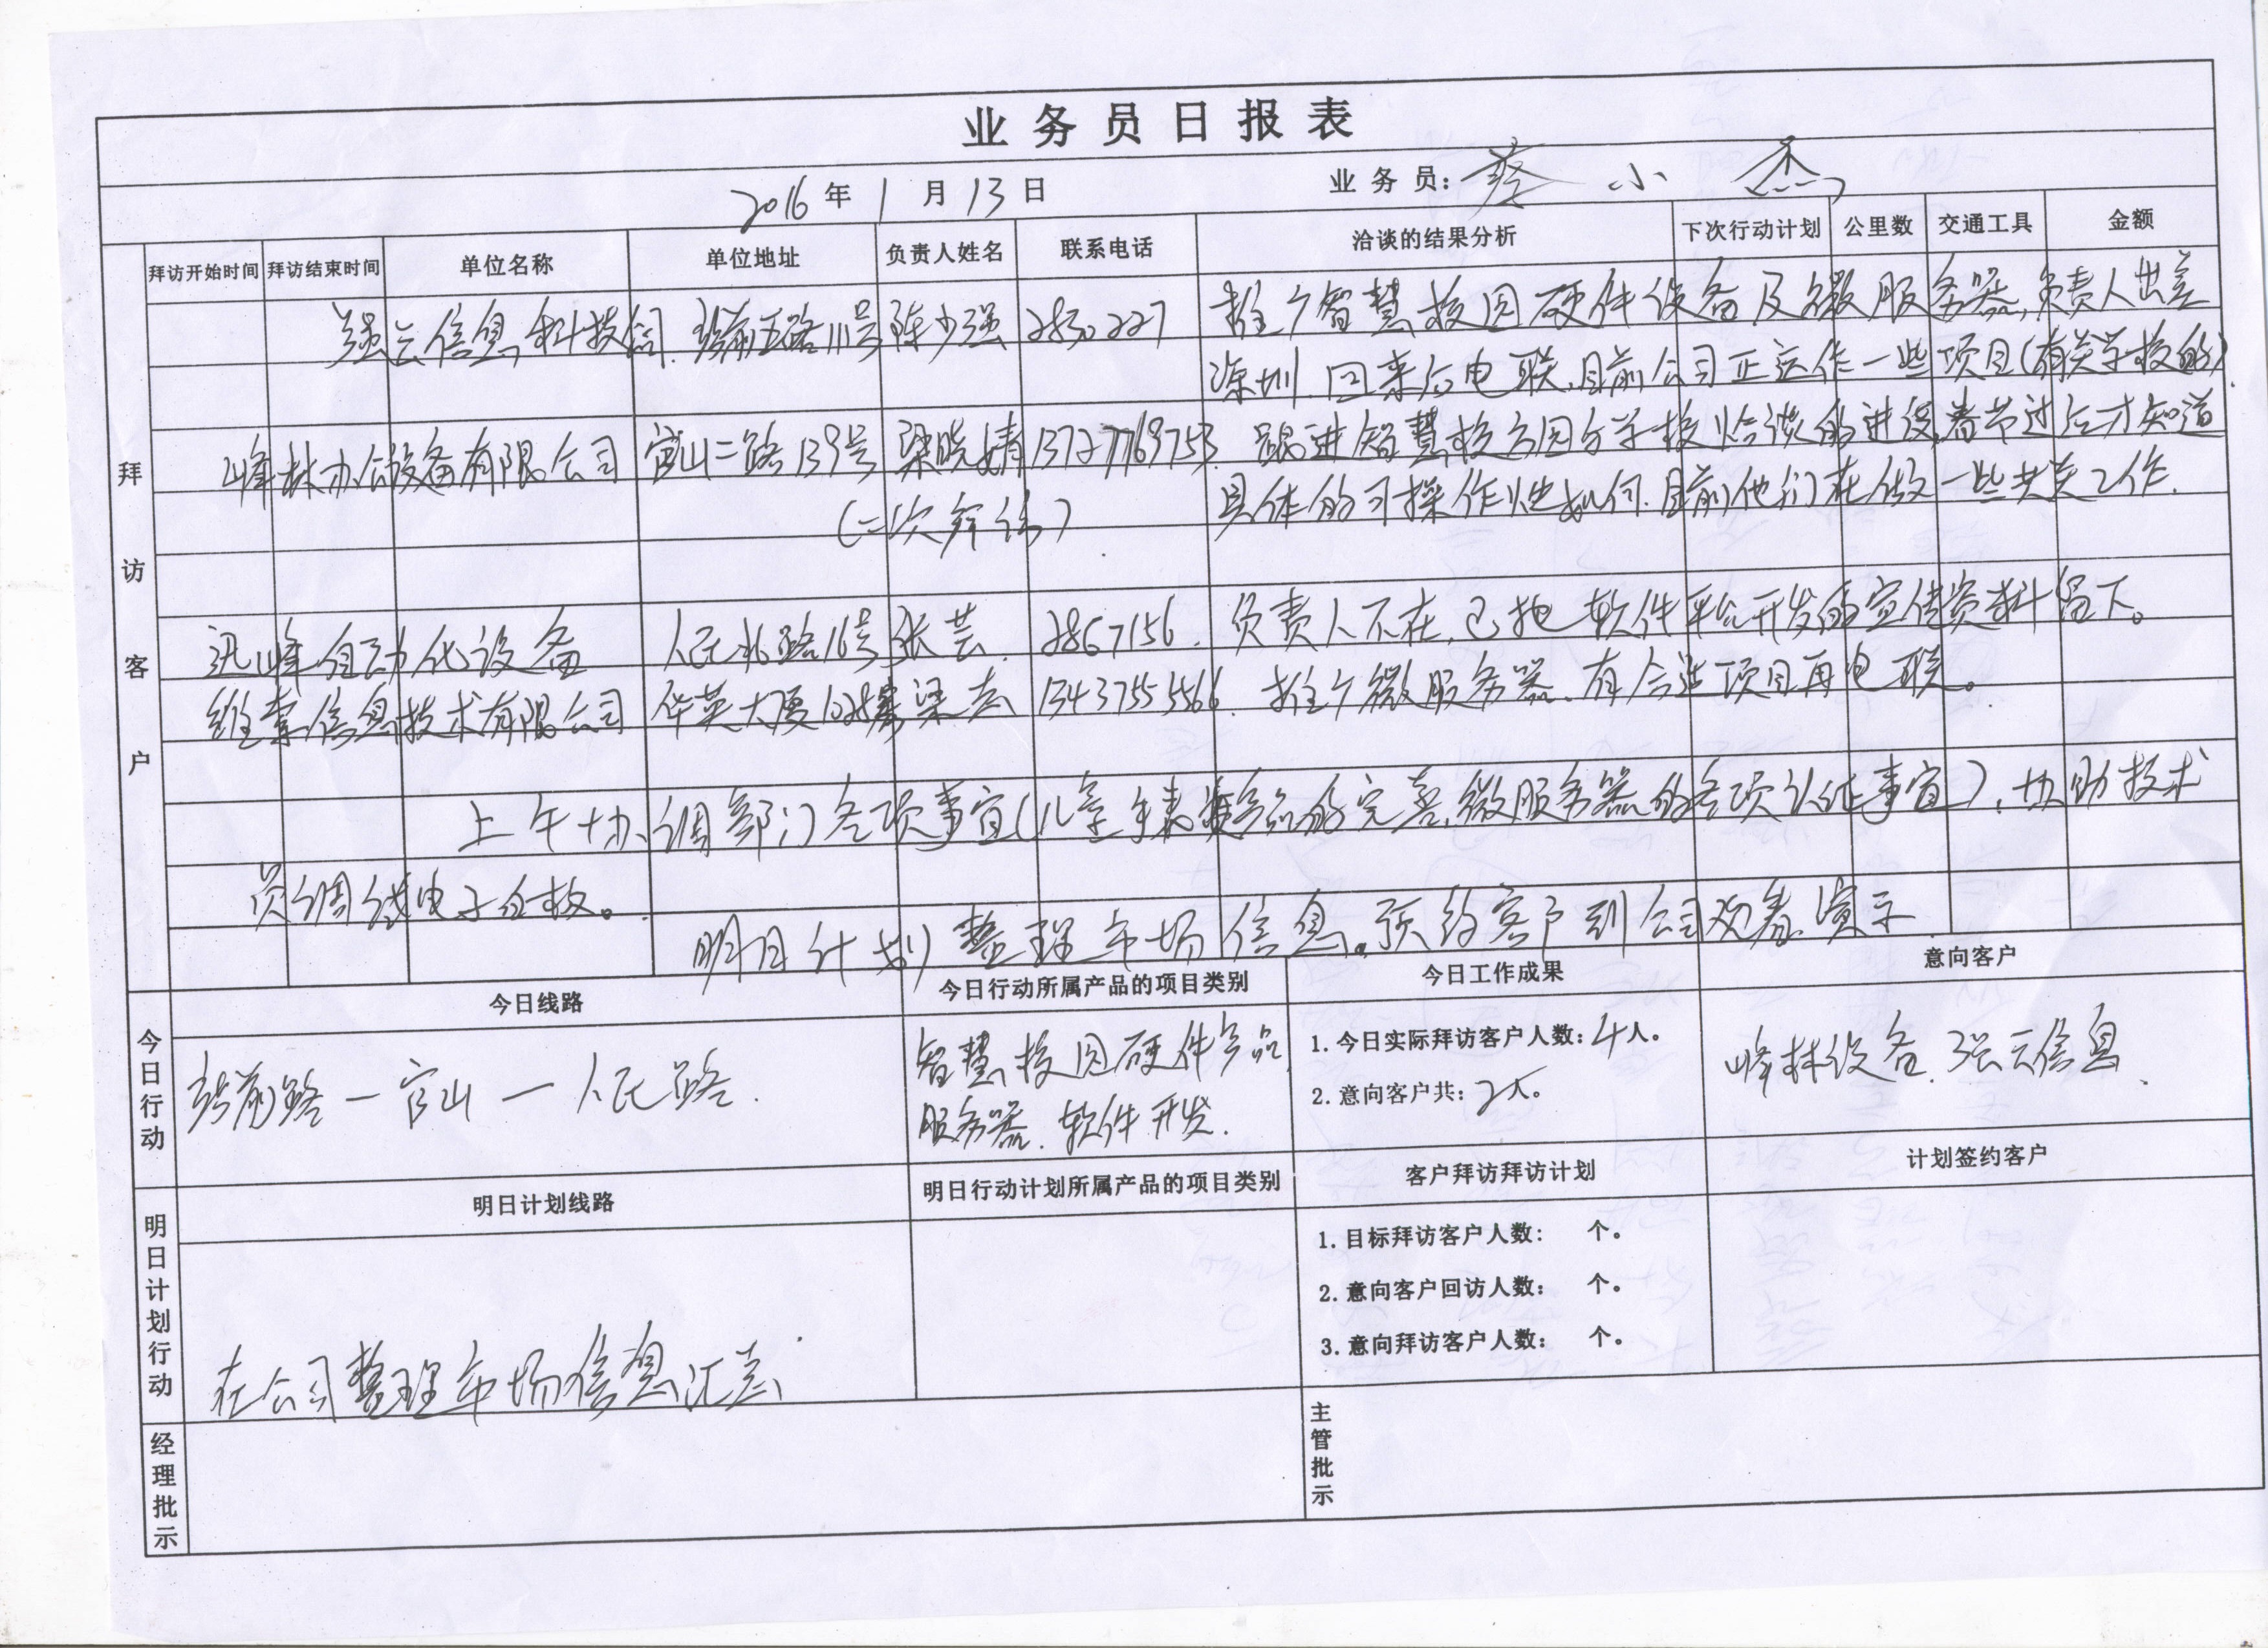 业务员日报表
2016年1月13日 业务员：蔡小杰
拜访开始时间 拜访结束时间 单位名称 单位地址 负责人姓名 联系电话 洽谈的结果分析 下次行动计划 公里数 交通工具 金额
拜访客户
强云信息科技公司. 站前五路111号 陈少强 2850227 推广智慧校园硬件设备及微服务器,负责人出差
深圳.回来后电联,目前公司正运作一些项目(有关学校的).
峰林办公设备有限公司 官山二路139号 梁晓婧 13727769753. 跟进智慧校园与学校洽谈的进度,春节过后才知道
(二次拜访) 具体的可操作性如何.目前他们在做一些公关工作.
迅峰自动化设备 人民北路16号 张芸. 2867156. 负责人不在,已把软件平台开发的宣传资料留下。
维拿信息技术有限公司 华英大厦 梁 13437555566. 推广微服务器.有合适项目再电联。
上午协调部门各项事宜(儿童手表 的完善,微服务器的各项认证事宜),协助技术
员调试电子白板。
明日计划整理市场信息。预约客户到公司观看演示
今日行动
今日线路 今日行动所属产品的项目类别 今日工作成果 意向客户
站前路一官山一人民路.
智慧校园硬件产品
服务器.软件开发.
1.今日实际拜访客户人数：4人。
2.意向客户共：2人。
峰林设备.强云信息.
明日计划行动
明日计划线路 明日行动计划所属产品的项目类别 客户拜访拜访计划 计划签约客户
1.目标拜访客户人数： 个。
2.意向客户回访人数： 个。
3.意向拜访客户人数： 个。
在公司整理市场信息汇总
经理批示
主管批示